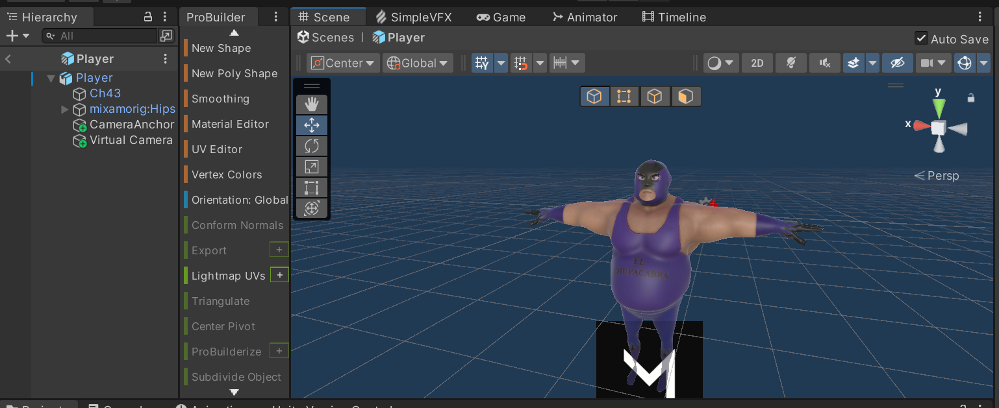 Hierarchy
All
Player
Player
Ch43
mixamorig:Hips
CameraAnchor
Virtual Camera
ProBuilder
New Shape
New Poly Shape
Smoothing
Material Editor
UV Editor
Vertex Colors
Orientation: Global
Conform Normals
Export +
Lightmap UVs +
Triangulate
Center Pivot
ProBuilderize +
Subdivide Object
Scene SimpleVFX Game Animator Timeline
Scenes | Player Auto Save
Center Global 2D
y
x
Persp
EL
HUPACABRA